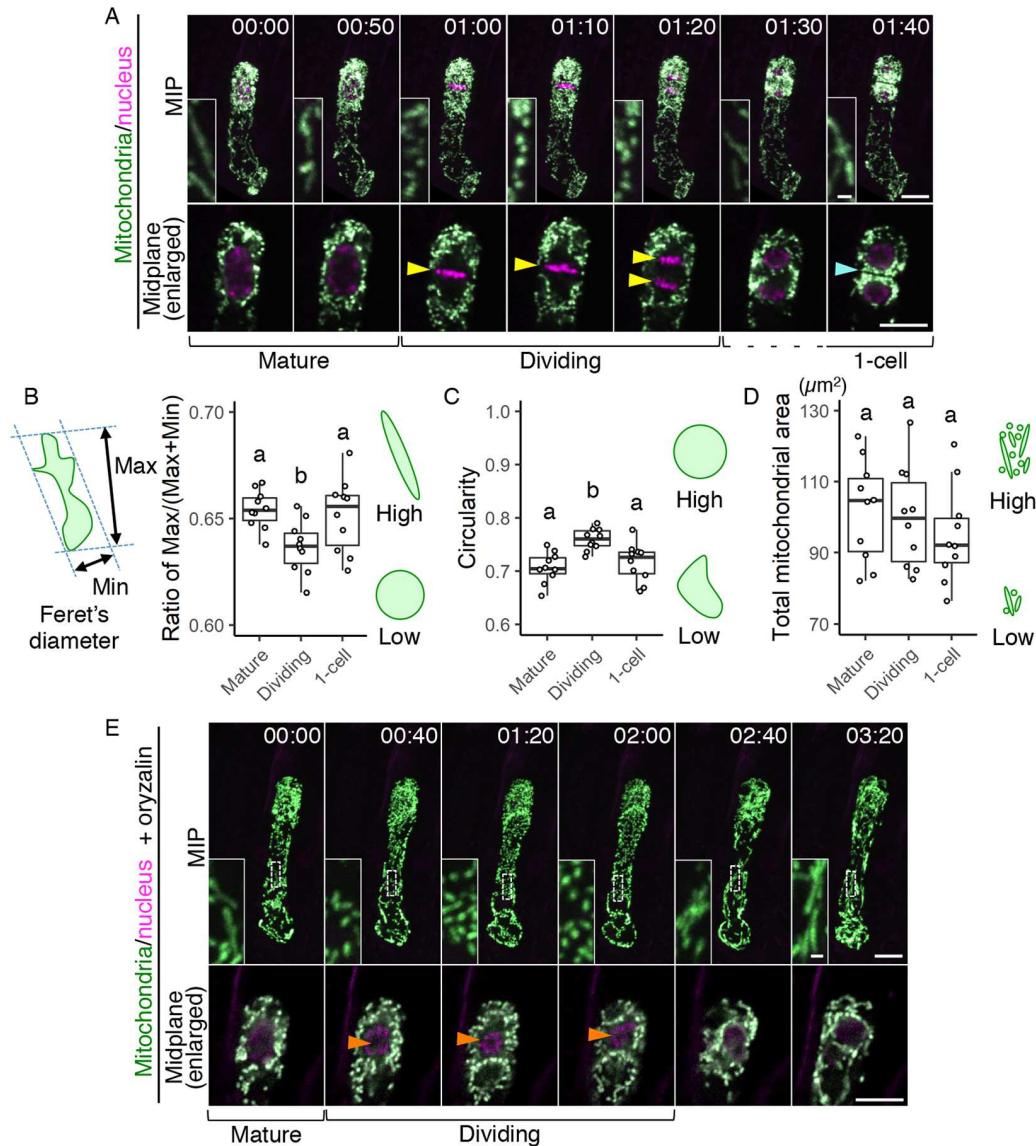 A
00:00 00:50 01:00 01:10 01:20 01:30 01:40
Mitochondria/nucleus
MIP
Midplane
(enlarged)
Mature Dividing 1-cell
B
Max
Min
Feret's
diameter
Ratio of Max/(Max+Min)
0.70
0.65
0.60
a b a
Mature Dividing 1-cell
High
Low
C
Circularity
1.0
0.9
0.8
0.7
0.6
a b a
Mature Dividing 1-cell
High
Low
D
(μm²)
Total mitochondrial area
130
110
90
70
a a a
Mature Dividing 1-cell
High
Low
E
00:00 00:40 01:20 02:00 02:40 03:20
Mitochondria/nucleus + oryzalin
MIP
Midplane
(enlarged)
Mature Dividing